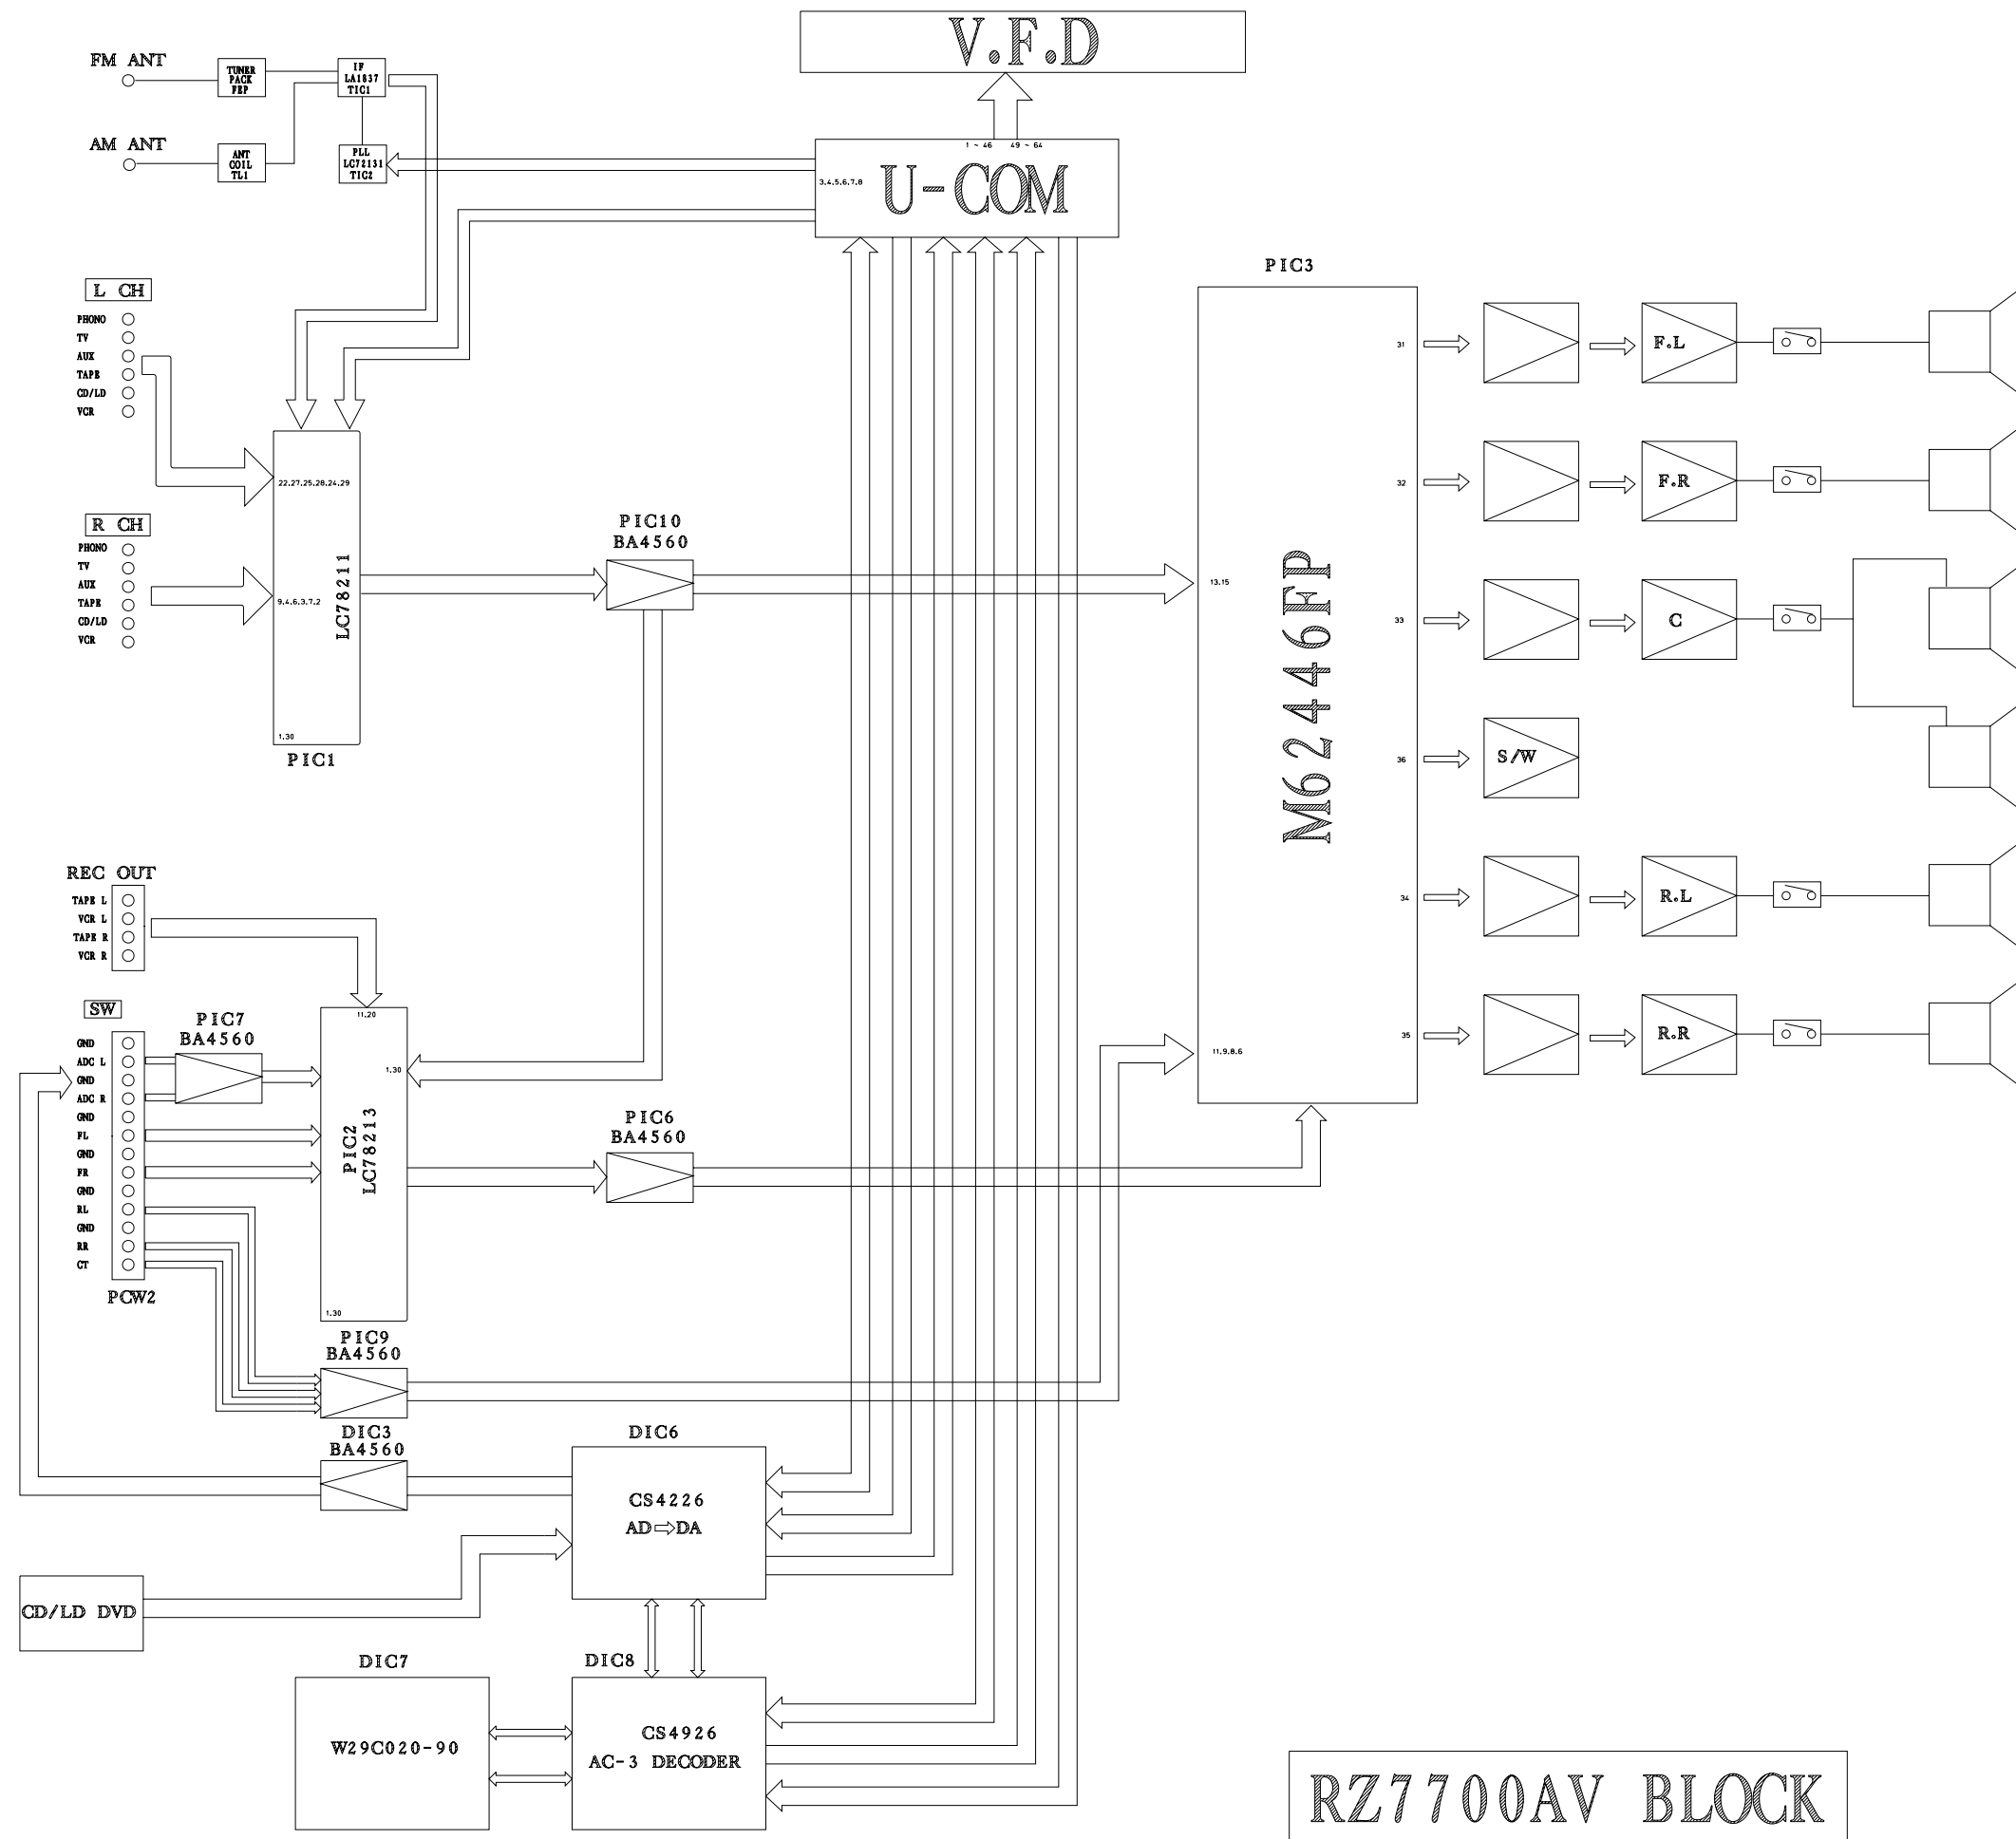 V.F.D
FM ANT
TUNER
PACK
FEP
IF
LA1837
TIC1
AM ANT
ANT
COIL
TL1
PLL
LC72131
TIC2
1 ~ 46
49 ~ 64
3,4,5,6,7,8
U-COM
L CH
PHONO
TV
AUX
TAPE
CD/LD
VCR
R CH
PHONO
TV
AUX
TAPE
CD/LD
VCR
22.27.25.28.24.29
9.4.6.3.7.2
LC78211
1.30
PIC1
PIC10
BA4560
PIC3
13.15
M62446FP
11.9.8.6
31
F.L
32
F.R
33
C
36
S/W
34
R.L
35
R.R
REC OUT
TAPE L
VCR L
TAPE R
VCR R
SW
GND
ADC L
GND
ADC R
GND
FL
GND
FR
GND
RL
GND
RR
CT
PCW2
PIC7
BA4560
11.20
1.30
PIC2
LC78213
1.30
PIC6
BA4560
PIC9
BA4560
DIC3
BA4560
DIC6
CS4226
AD⇨DA
CD/LD DVD
DIC7
W29C020-90
DIC8
CS4926
AC-3 DECODER
RZ7700AV BLOCK